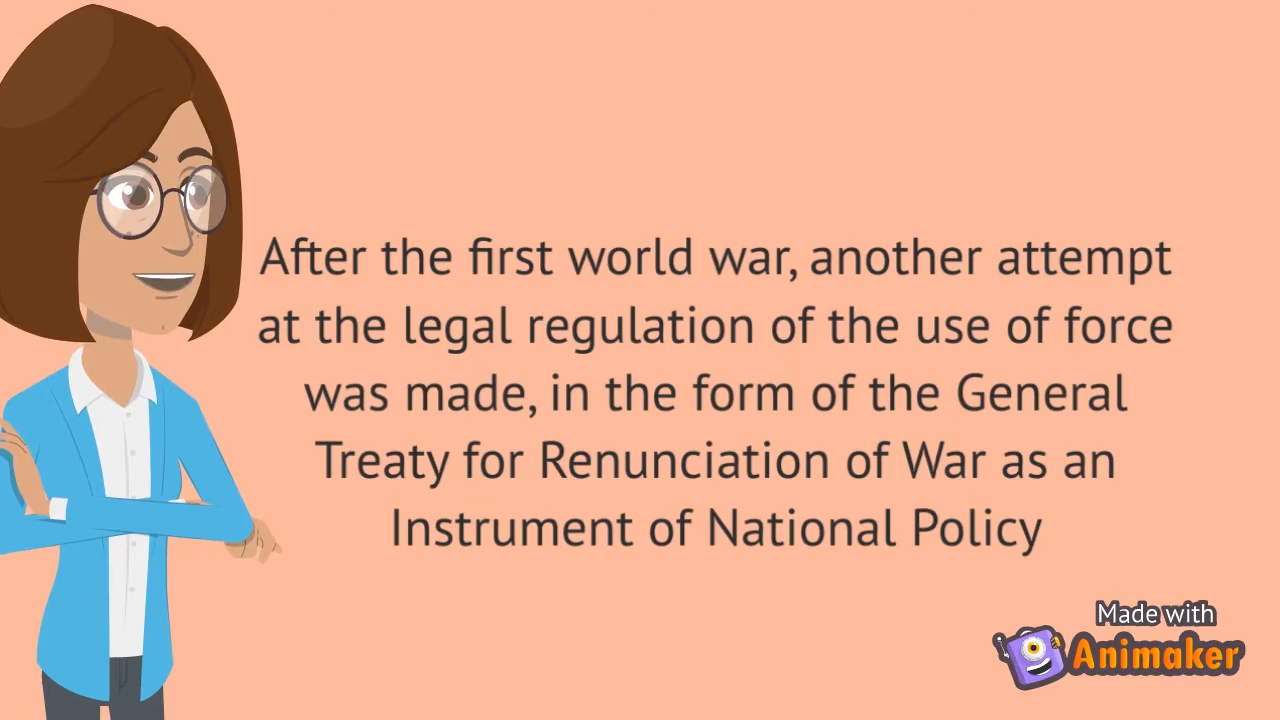 After the first world war, another attempt
at the legal regulation of the use of force
was made, in the form of the General
Treaty for Renunciation of War as an
Instrument of National Policy
Made with
Animaker